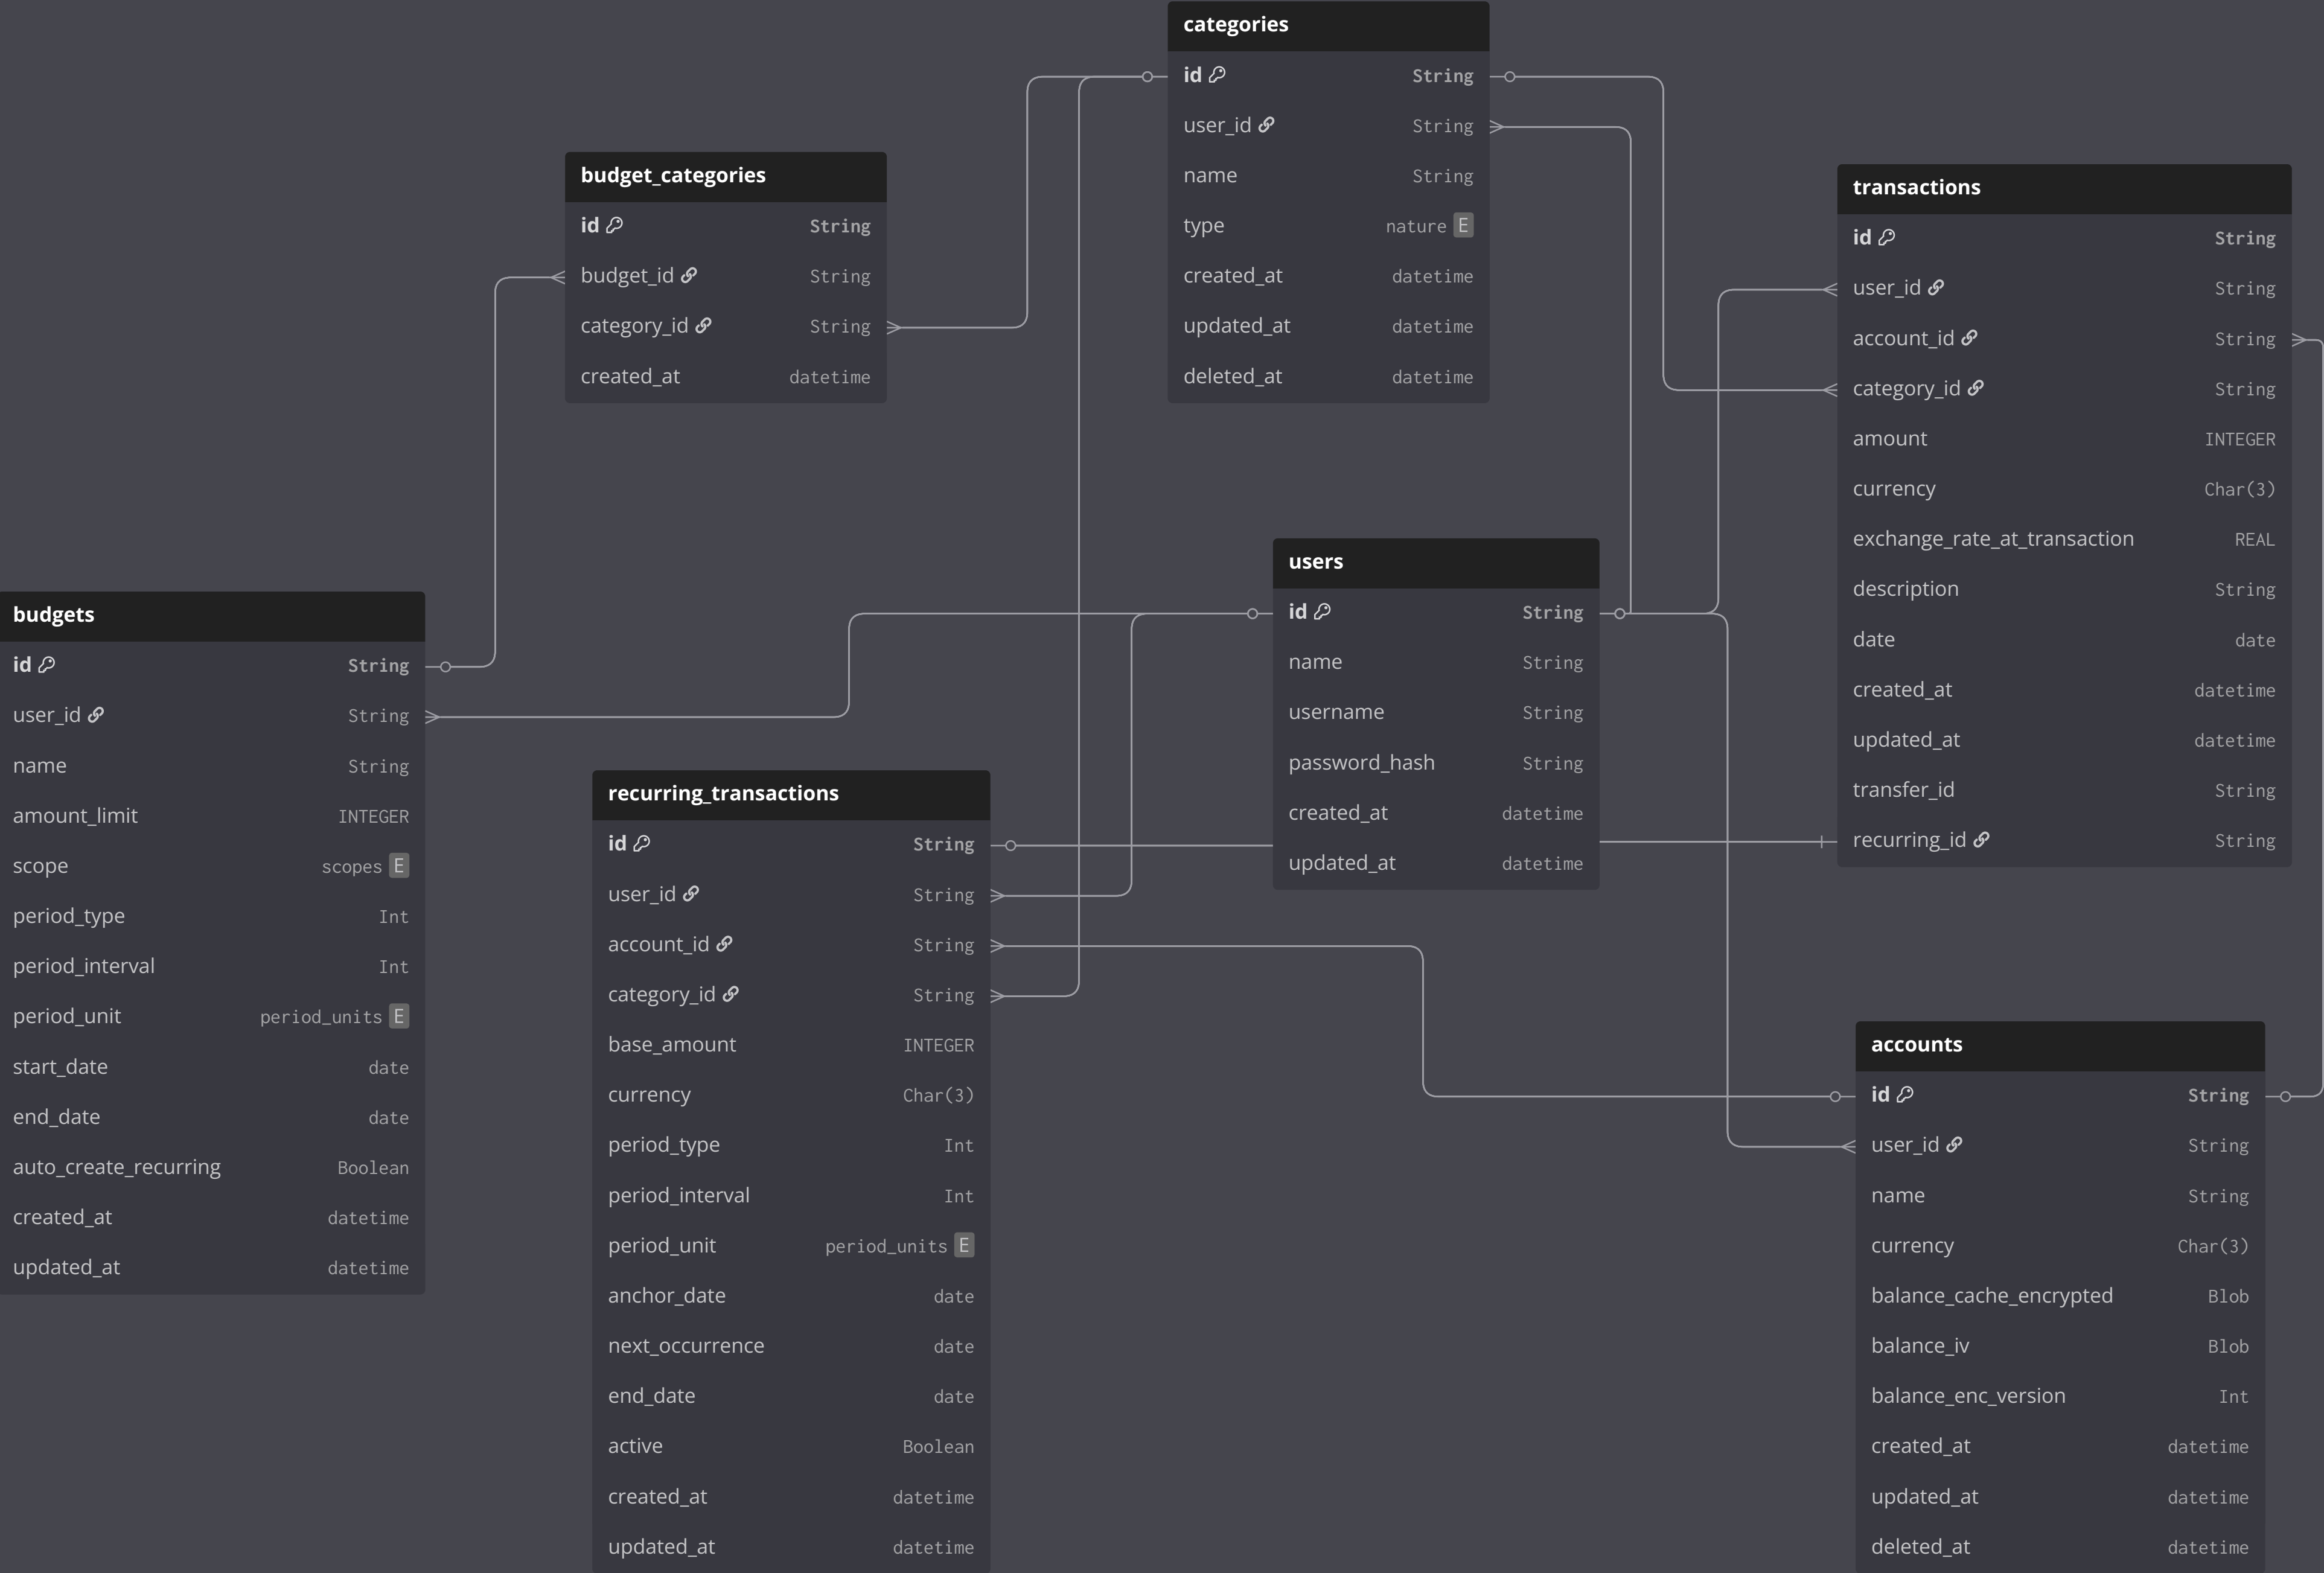 categories
id String
user_id String
name String
type nature E
created_at datetime
updated_at datetime
deleted_at datetime
budget_categories
id String
budget_id String
category_id String
created_at datetime
transactions
id String
user_id String
account_id String
category_id String
amount INTEGER
currency Char(3)
exchange_rate_at_transaction REAL
description String
date date
created_at datetime
updated_at datetime
transfer_id String
recurring_id String
users
id String
name String
username String
password_hash String
created_at datetime
updated_at datetime
budgets
id String
user_id String
name String
amount_limit INTEGER
scope scopes E
period_type Int
period_interval Int
period_unit period_units E
start_date date
end_date date
auto_create_recurring Boolean
created_at datetime
updated_at datetime
recurring_transactions
id String
user_id String
account_id String
category_id String
base_amount INTEGER
currency Char(3)
period_type Int
period_interval Int
period_unit period_units E
anchor_date date
next_occurrence date
end_date date
active Boolean
created_at datetime
updated_at datetime
accounts
id String
user_id String
name String
currency Char(3)
balance_cache_encrypted Blob
balance_iv Blob
balance_enc_version Int
created_at datetime
updated_at datetime
deleted_at datetime